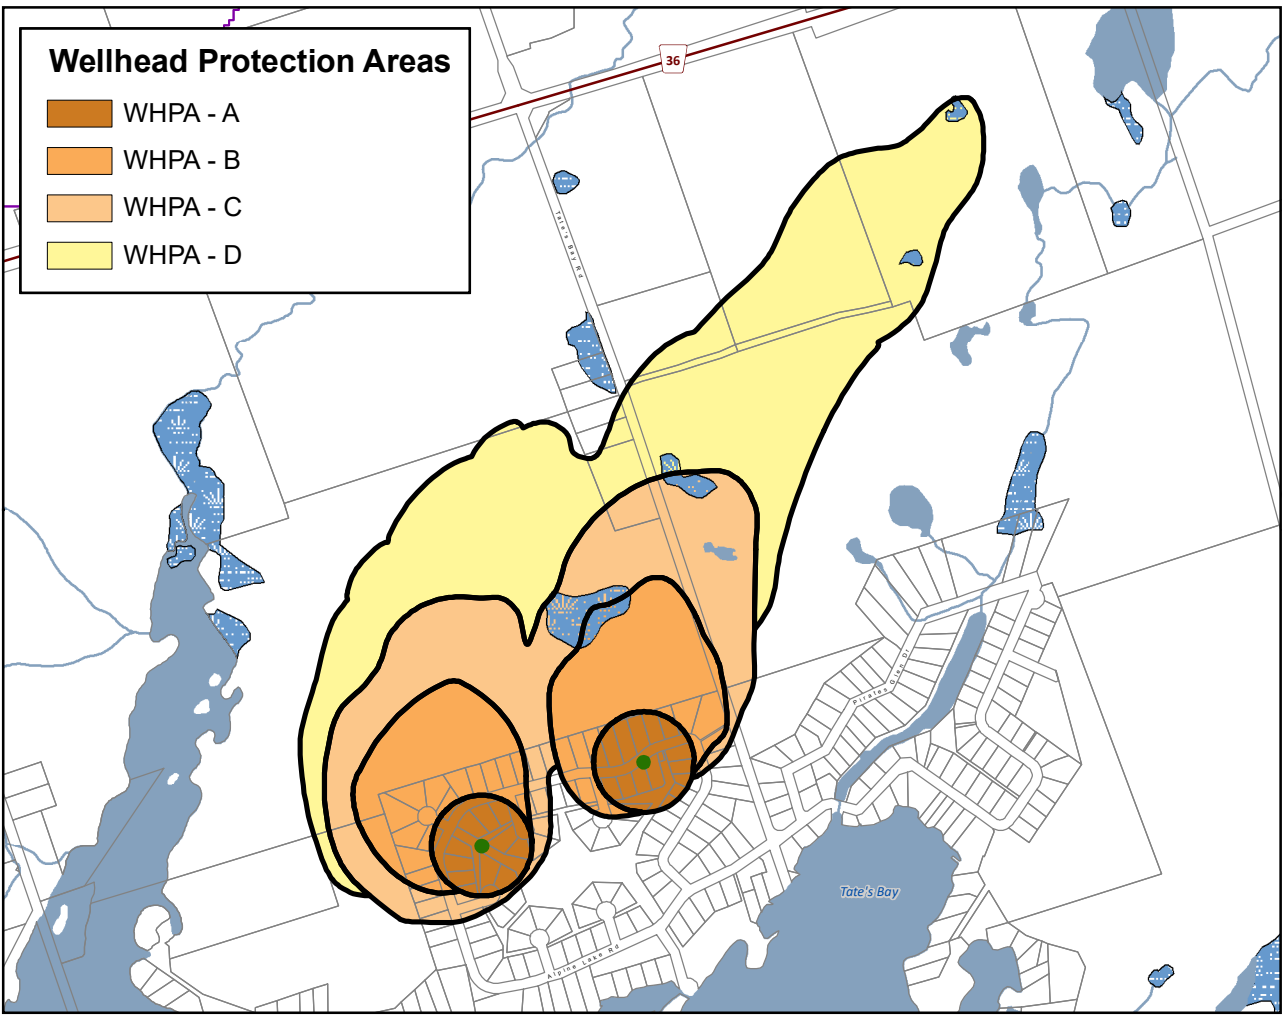 Wellhead Protection Areas
WHPA - A
WHPA - B
WHPA - C
WHPA - D
36
Tate's Bay Rd
Pirates Glen Dr
Tate's Bay
Alpine Lake Rd